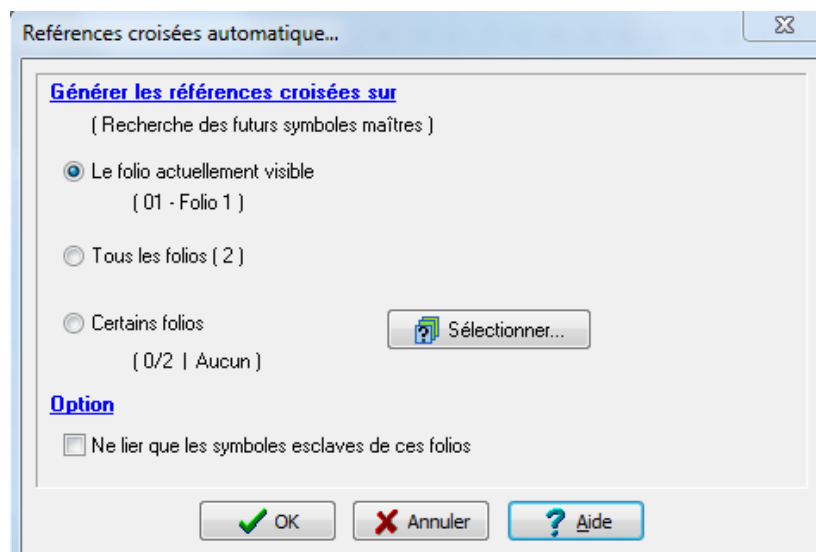 Reférences croisées automatique...
Générer les références croisées sur
( Recherche des futurs symboles maîtres )
Le folio actuellement visible
( 01 - Folio 1 )
Tous les folios ( 2 )
Certains folios
Sélectionner...
( 0/2 | Aucun )
Option
Ne lier que les symboles esclaves de ces folios
OK
Annuler
Aide